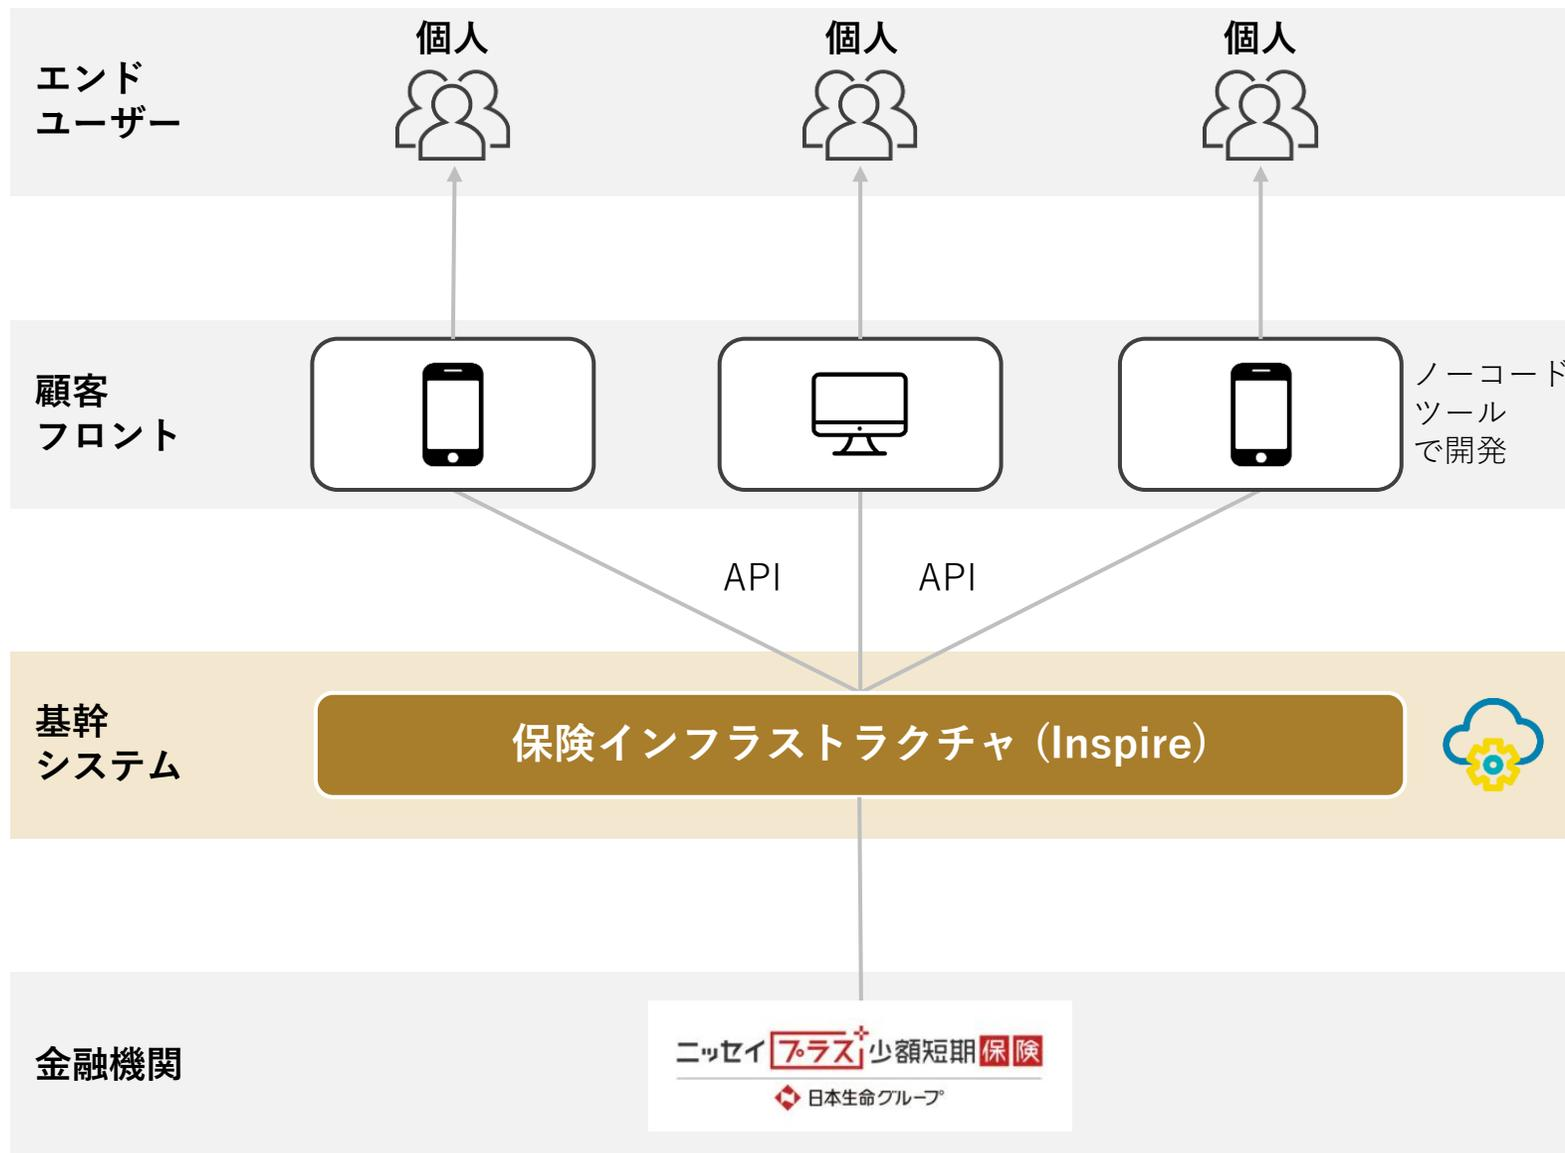 個人
個人
個人
エンド
ユーザー
顧客
フロント
ノーコード
ツール
で開発
API
API
基幹
システム
保険インフラストラクチャ（Inspire）
金融機関
ニッセイプラス少額短期保険
日本生命グループ